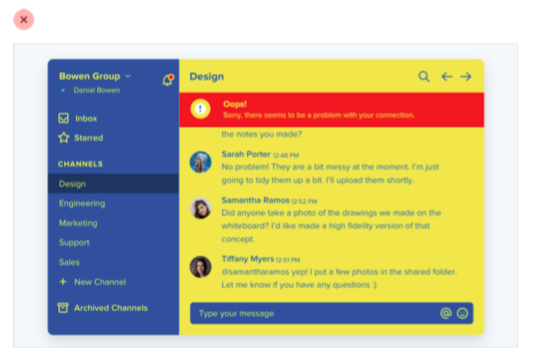 Bowen Group
Danial Bowen
Inbox
Starred
CHANNELS
Design
Engineering
Marketing
Support
Sales
+ New Channel
Archived Channels
Design
Oops!
Sorry, there seems to be a problem with your connection.
the notes you made?
Sarah Porter 12:48 PM
No problem! They are a bit messy at the moment. I'm just
going to tidy them up a bit. I'll upload them shortly.
Samantha Ramos 12:52 PM
Did anyone take a photo of the drawings we made on the
whiteboard? I'd like made a high fidelity version of that
concept.
Tiffany Myers 12:51 PM
@samantharamos yep! I put a few photos in the shared folder.
Let me know if you have any questions :)
Type your message